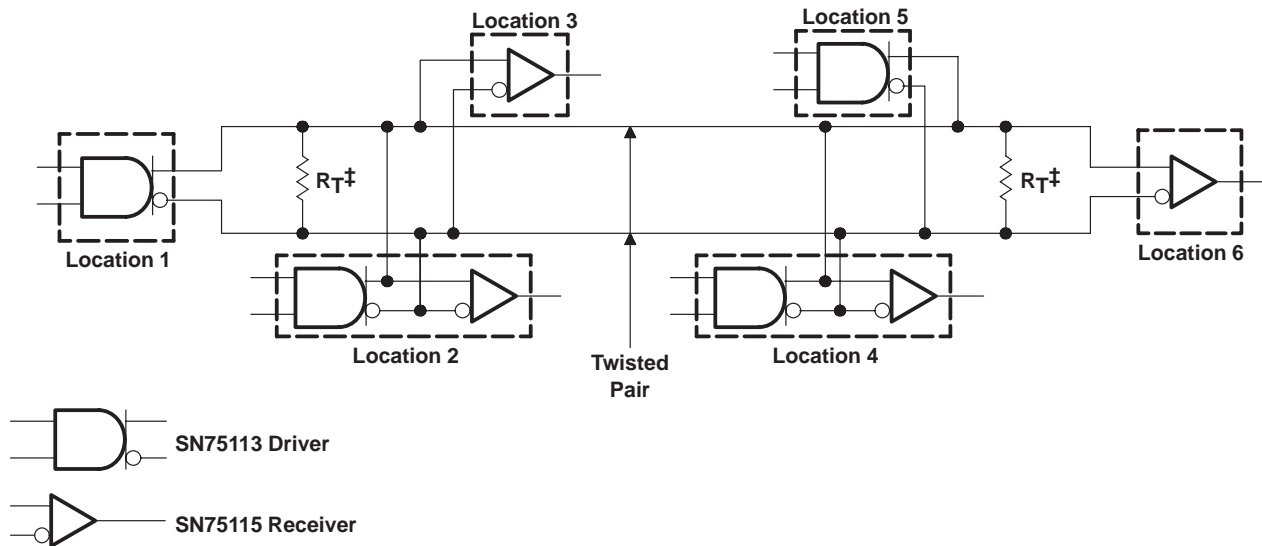 Location 3
Location 5
RT‡
RT‡
Location 1
Location 6
Location 2
Location 4
Twisted
Pair
SN75113 Driver
SN75115 Receiver